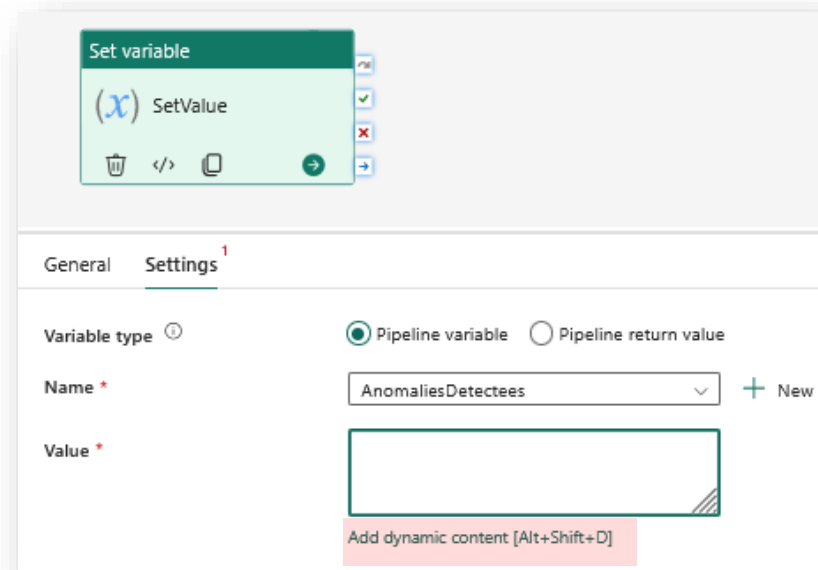 Set variable
(x) SetValue
</>
General Settings 1
Variable type Pipeline variable Pipeline return value
Name * AnomaliesDetectees + New
Value *
Add dynamic content [Alt+Shift+D]